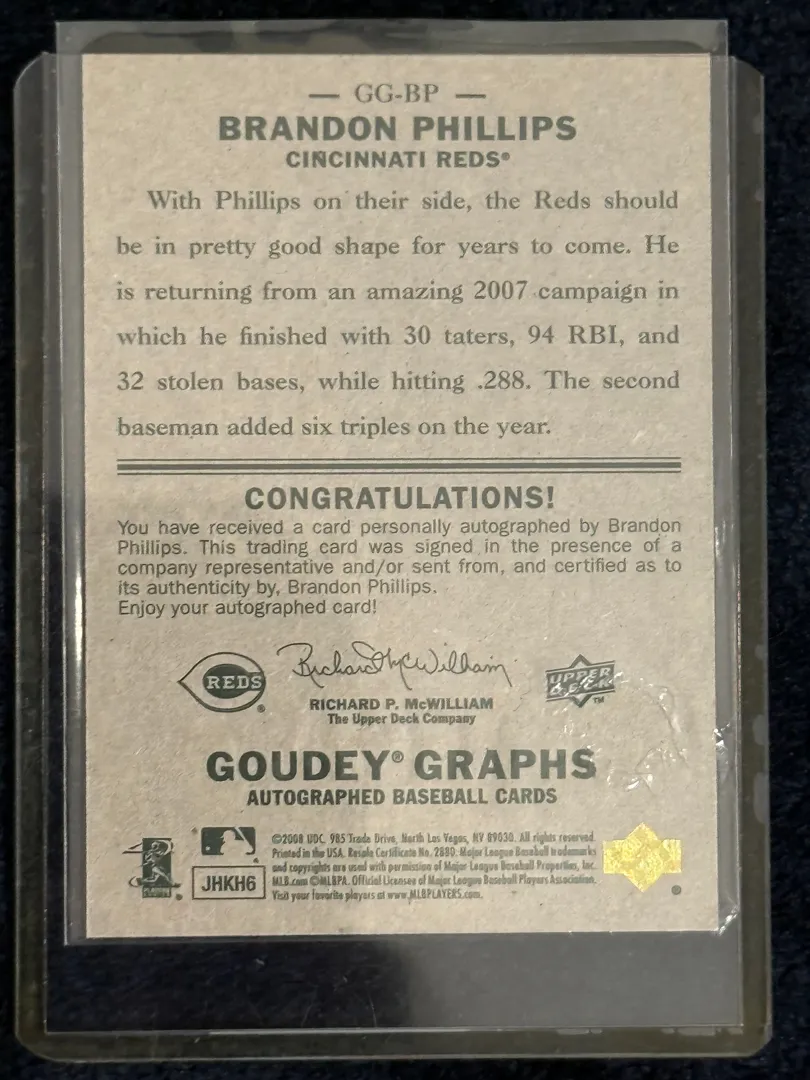 — GG-BP —
BRANDON PHILLIPS
CINCINNATI REDS®
With Phillips on their side, the Reds should
be in pretty good shape for years to come. He
is returning from an amazing 2007 campaign in
which he finished with 30 taters, 94 RBI, and
32 stolen bases, while hitting .288. The second
baseman added six triples on the year.
CONGRATULATIONS!
You have received a card personally autographed by Brandon
Phillips. This trading card was signed in the presence of a
company representative and/or sent from, and certified as to
its authenticity by, Brandon Phillips.
Enjoy your autographed card!
REDS ®
Richard P. McWilliam
UPPER DECK ™
RICHARD P. McWILLIAM
The Upper Deck Company
GOUDEY® GRAPHS
AUTOGRAPHED BASEBALL CARDS
©2008 UDC, 985 Trade Drive, North Las Vegas, NV 89030. All rights reserved.
Printed in the USA. Resale Certificate No. 2880. Major League Baseball trademarks
and copyrights are used with permission of Major League Baseball Properties, Inc.
MLB.com ©MLBPA. Official Licensee of Major League Baseball Players Association.
Visit your favorite players at www.MLBPLAYERS.com.
PLAYERS
JHKH6